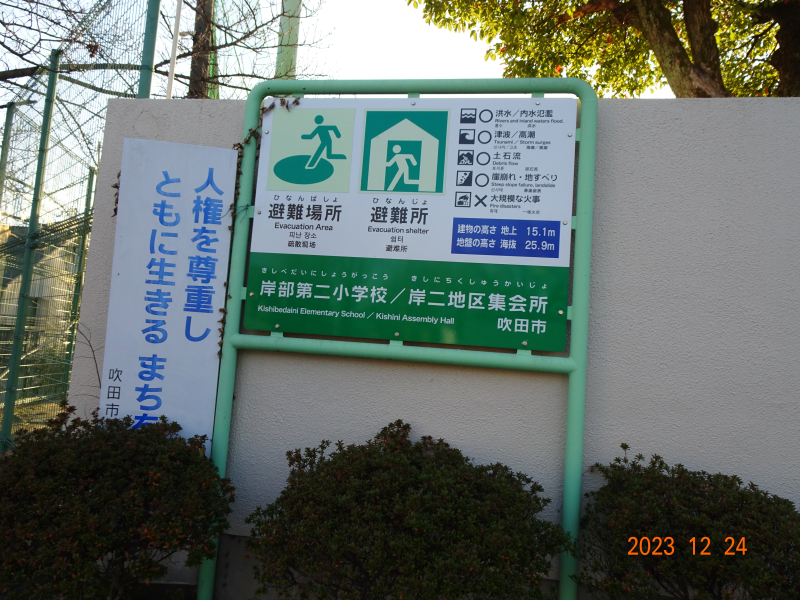 人権を尊重し
ともに生きる まち
吹田市
ひなんばしょ
避難場所
Evacuation Area
피난 장소
疏散现场
ひなんじょ
避難所
Evacuation shelter
쉼터
避难所
洪水／内水氾濫
Rivers and inland waters flood.
津波／高潮
Tsunami／Storm surges
土石流
Debris flow
崖崩れ・地すべり
Steep slope failure, landslide
大規模な火事
Fire disasters
建物の高さ 地上 15.1m
地盤の高さ 海抜 25.9m
きしべだいにしょうがっこう きしにちくしゅうかいじょ
岸部第二小学校／岸二地区集会所
Kishibedaini Elementary School／Kishini Assembly Hall
吹田市
2023 12 24